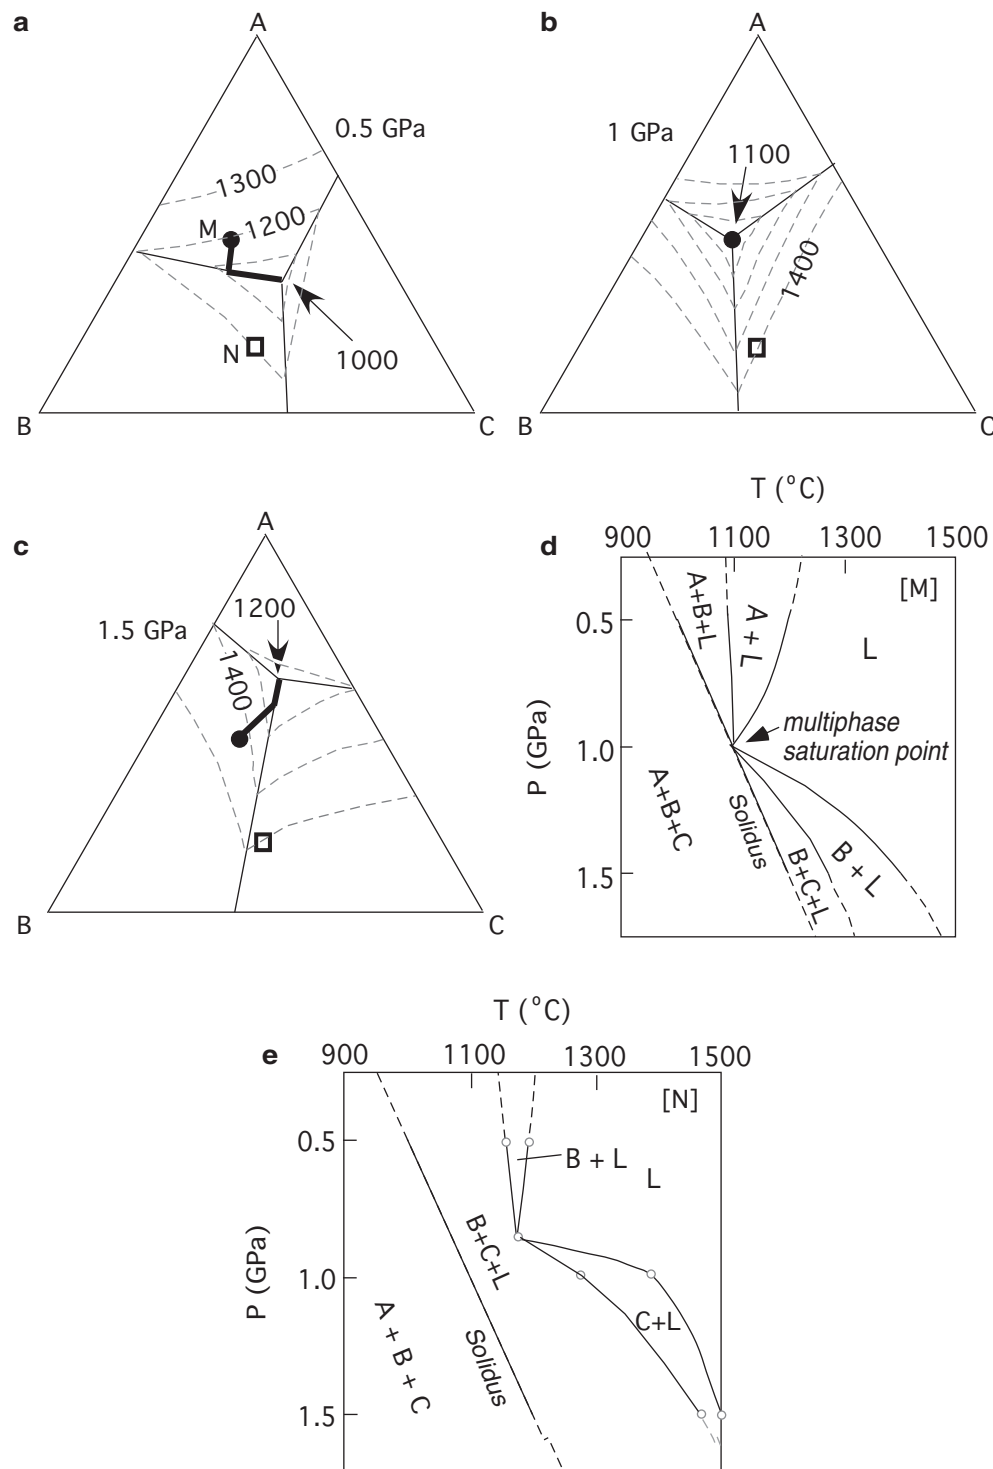 a
A
0.5 GPa
1300
M
1200
N
1000
B
C
b
A
1 GPa
1100
1400
B
C
c
A
1200
1.5 GPa
1400
B
C
d
T (°C)
900
1100
1300
1500
P (GPa)
0.5
1.0
1.5
[M]
A+B+L
A + L
L
multiphase
saturation point
A+B+C
Solidus
B+C+L
B + L
e
T (°C)
900
1100
1300
1500
P (GPa)
0.5
1.0
1.5
[N]
B + L
L
B+C+L
C+L
A + B + C
Solidus